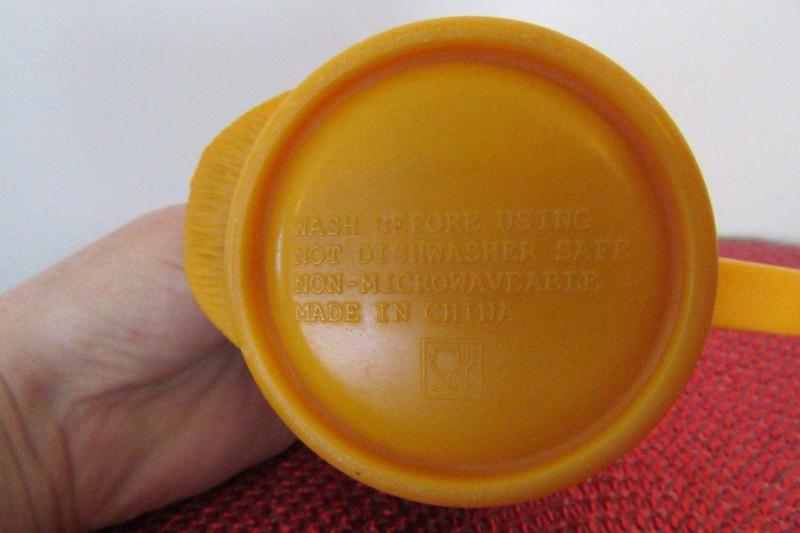 WASH BEFORE USING
NOT DISHWASHER SAFE
NON-MICROWAVEABLE
MADE IN CHINA